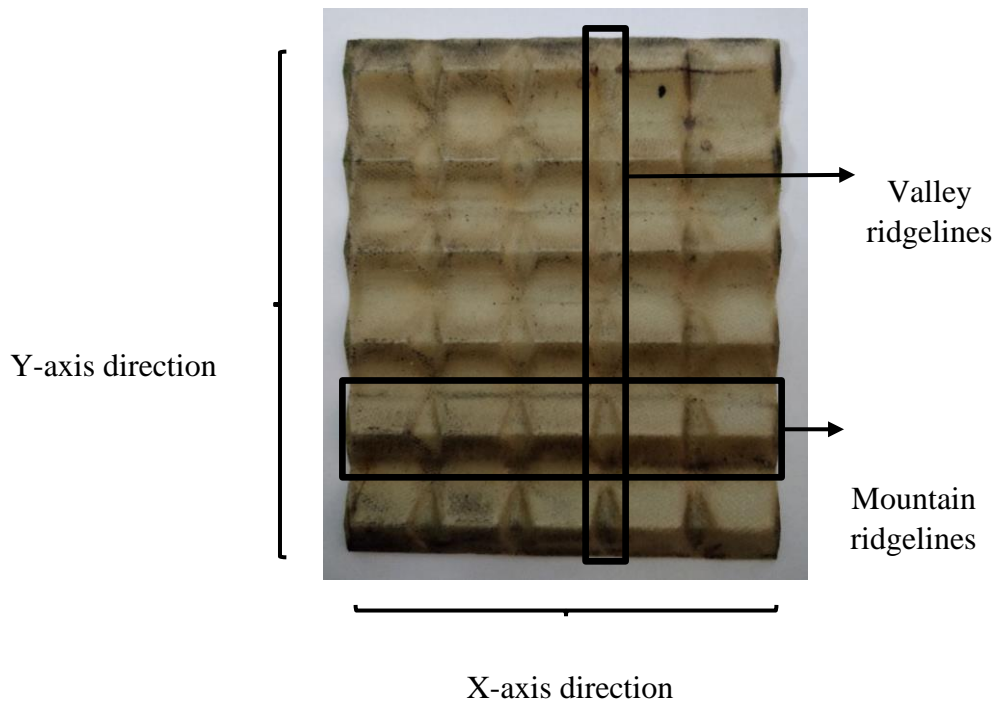 Valley
ridgelines
Y-axis direction
Mountain
ridgelines
X-axis direction